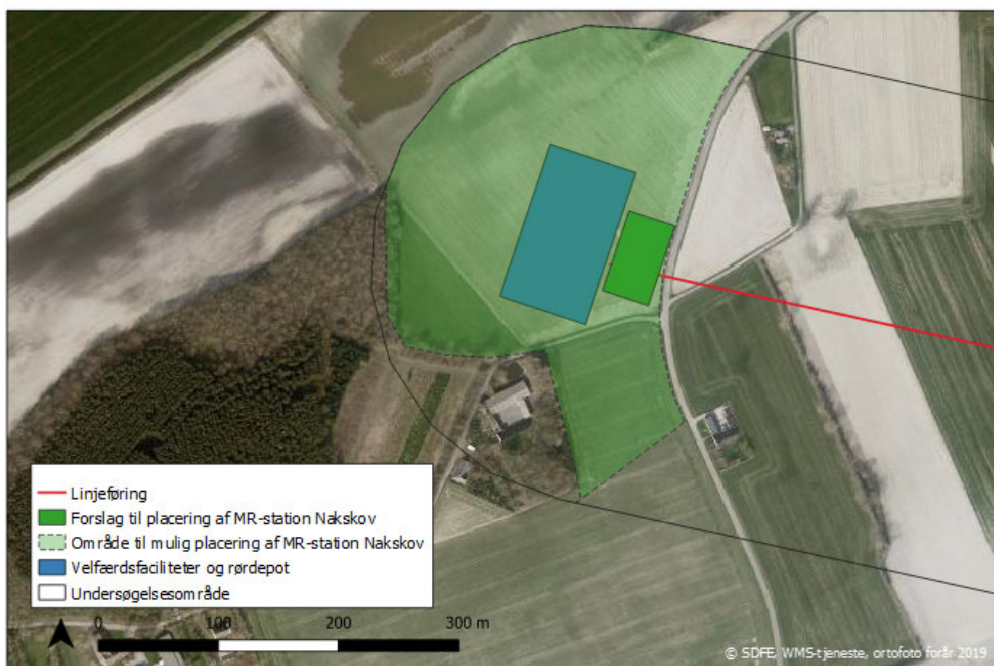 Linjeføring
Forslag til placering af MR-station Nakskov
Område til mulig placering af MR-station Nakskov
Velfærdsfaciliteter og rørdepot
Undersøgelsesområde
0 100 200 300 m
© SDFE, WMS-tjeneste, ortofoto forår 2019